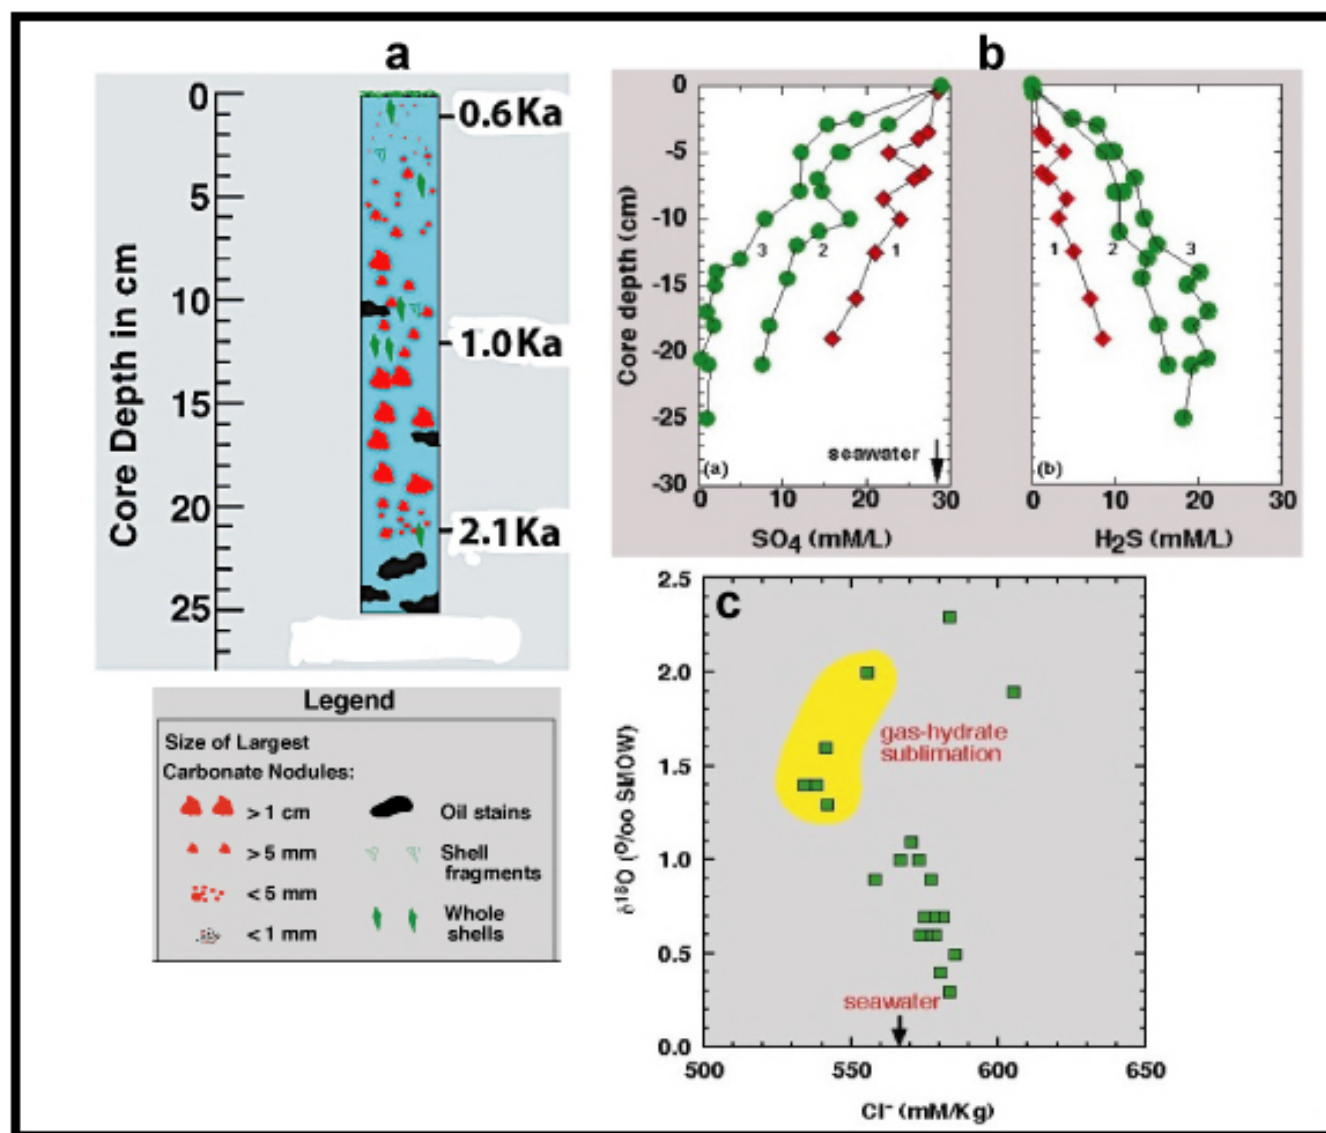 a
0
5
10
15
20
25
Core Depth in cm
0.6Ka
1.0Ka
2.1Ka
Legend
Size of Largest
Carbonate Nodules:
> 1 cm
> 5 mm
< 5 mm
< 1 mm
Oil stains
Shell
fragments
Whole
shells
b
0
-5
-10
-15
-20
-25
-30
Core depth (cm)
3
2
1
seawater
(a)
0
10
20
30
SO₄ (mM/L)
1
2
3
(b)
0
10
20
30
H₂S (mM/L)
c
2.5
2.0
1.5
1.0
0.5
0.0
δ¹⁸O (º/oo SMOW)
gas-hydrate
sublimation
seawater
500
550
600
650
Cl⁻ (mM/Kg)